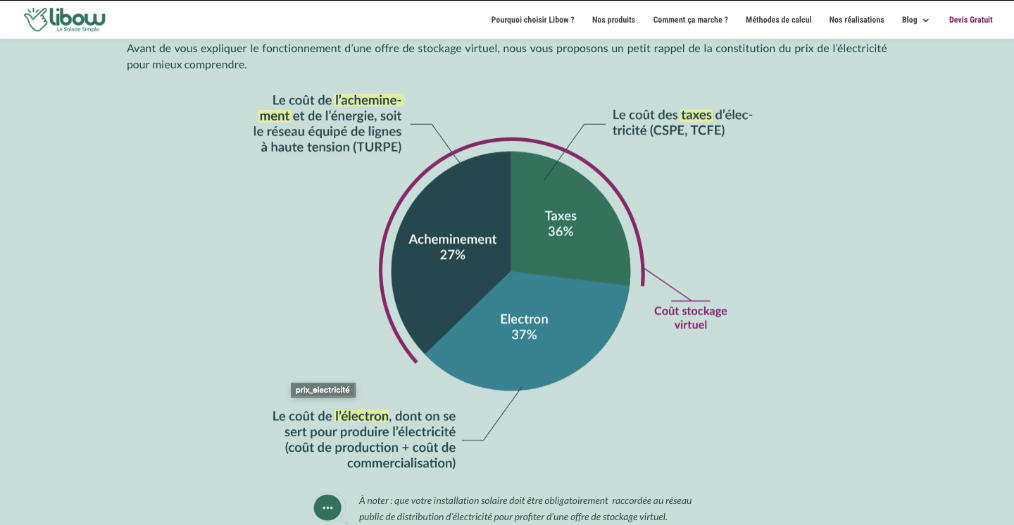 libow
Le Solaire Simple
Pourquoi choisir Libow ? Nos produits Comment ça marche ? Méthodes de calcul Nos réalisations Blog Devis Gratuit
Avant de vous expliquer le fonctionnement d’une offre de stockage virtuel, nous vous proposons un petit rappel de la constitution du prix de l’électricité
pour mieux comprendre.
Le coût de l’achemine-
ment et de l’énergie, soit
le réseau équipé de lignes
à haute tension (TURPE)
Le coût des taxes d’élec-
tricité (CSPE, TCFE)
Taxes
36%
Acheminement
27%
Electron
37%
Coût stockage
virtuel
prix_electricité
Le coût de l’électron, dont on se
sert pour produire l’électricité
(coût de production + coût de
commercialisation)
À noter : que votre installation solaire doit être obligatoirement raccordée au réseau
public de distribution d’électricité pour profiter d’une offre de stockage virtuel.